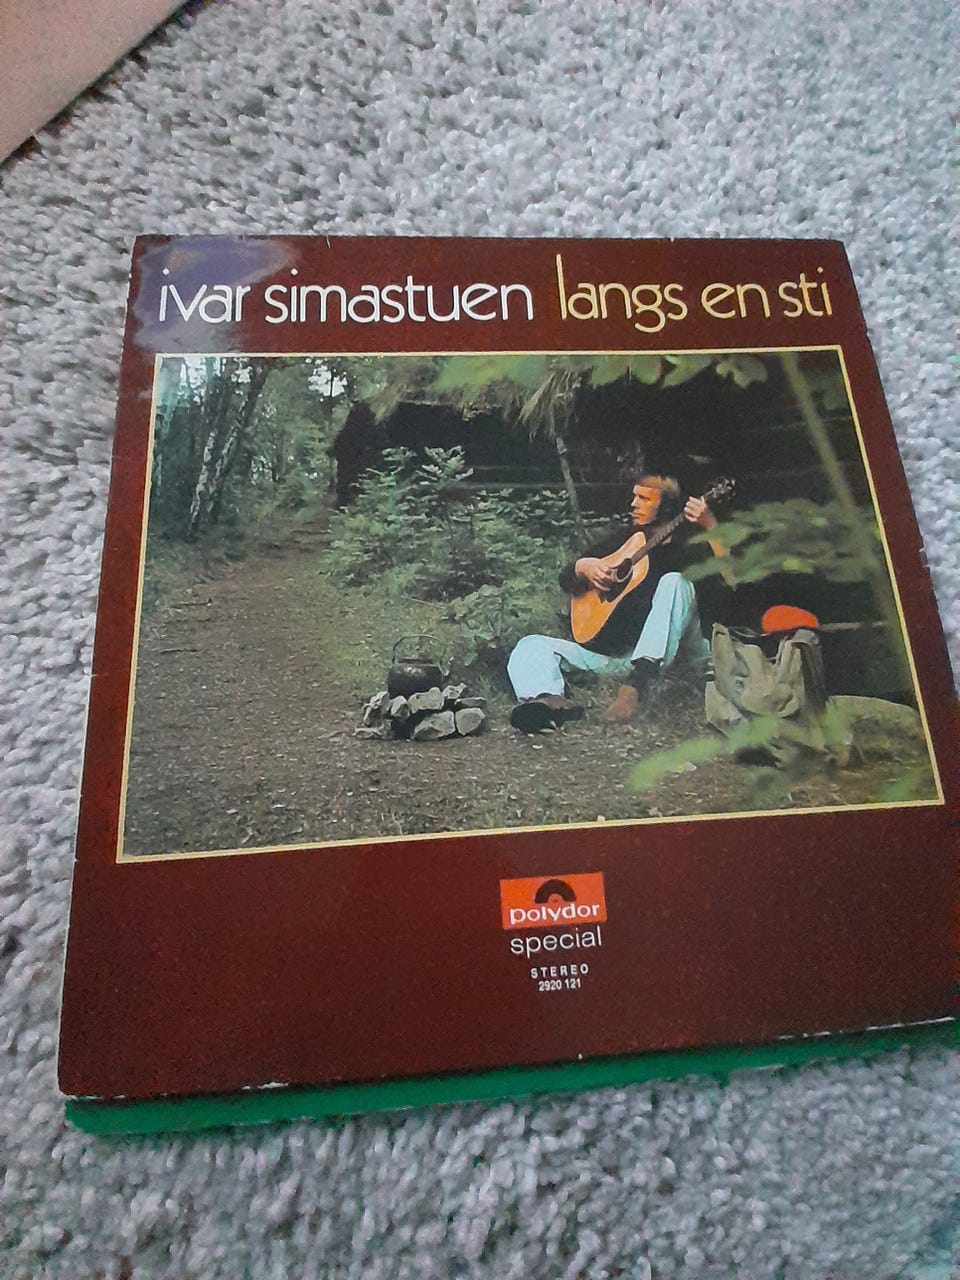 ivar simastuen langs en sti
polydor
special
STEREO
2920 121